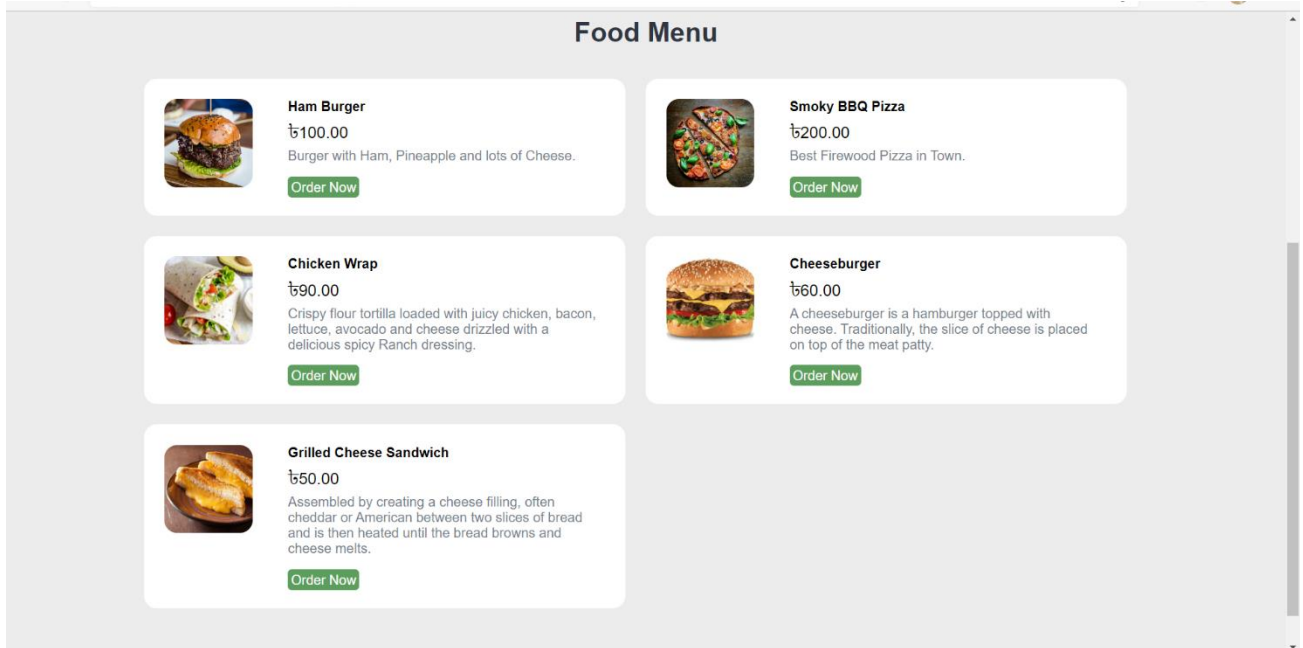 Food Menu
Ham Burger
৳100.00
Burger with Ham, Pineapple and lots of Cheese.
Order Now
Smoky BBQ Pizza
৳200.00
Best Firewood Pizza in Town.
Order Now
Chicken Wrap
৳90.00
Crispy flour tortilla loaded with juicy chicken, bacon,
lettuce, avocado and cheese drizzled with a
delicious spicy Ranch dressing.
Order Now
Cheeseburger
৳60.00
A cheeseburger is a hamburger topped with
cheese. Traditionally, the slice of cheese is placed
on top of the meat patty.
Order Now
Grilled Cheese Sandwich
৳50.00
Assembled by creating a cheese filling, often
cheddar or American between two slices of bread
and is then heated until the bread browns and
cheese melts.
Order Now